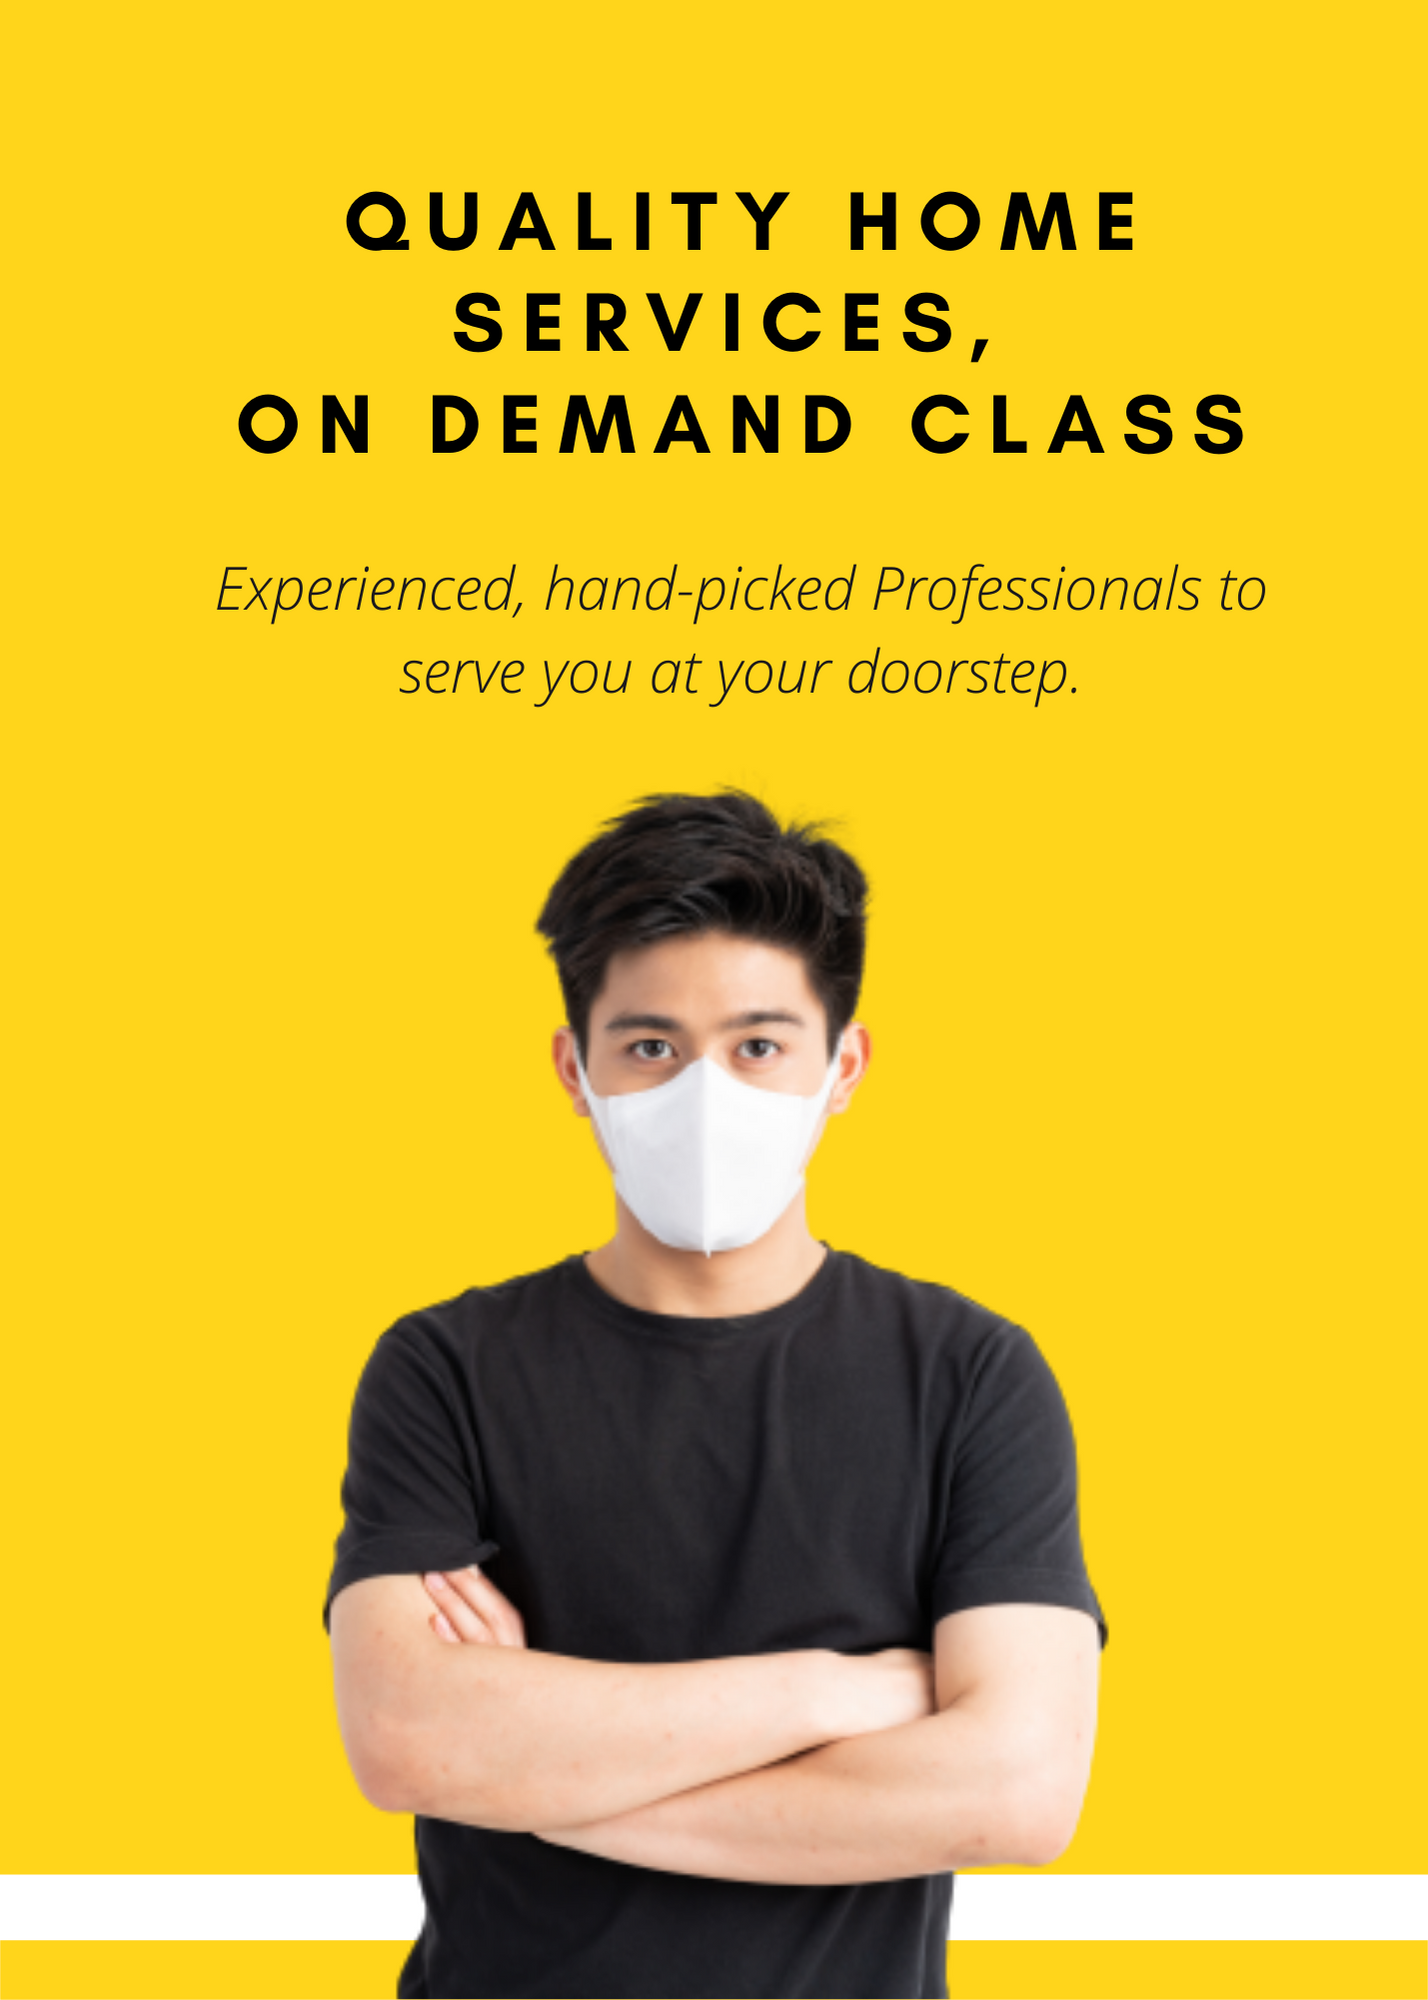 QUALITY HOME
SERVICES,
ON DEMAND CLASS
Experienced, hand-picked Professionals to
serve you at your doorstep.